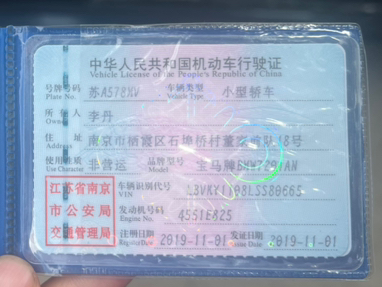 中华人民共和国机动车行驶证
Vehicle License of the People's Republic of China
号牌号码 苏A578XV 车辆类型 小型轿车
Plate No. Vehicle Type
所有人 李丹
Owner
住址 南京市栖霞区石埠桥村董家 18号
Address
使用性质 非营运 品牌型号 宝马牌
Use Character Model
江苏省南京 车辆识别代号
VIN
市公安局 发动机号码
Engine No.
交通管理局 注册日期 2019-11-01 发证日期 2019-11-01
Register Date Issue Date